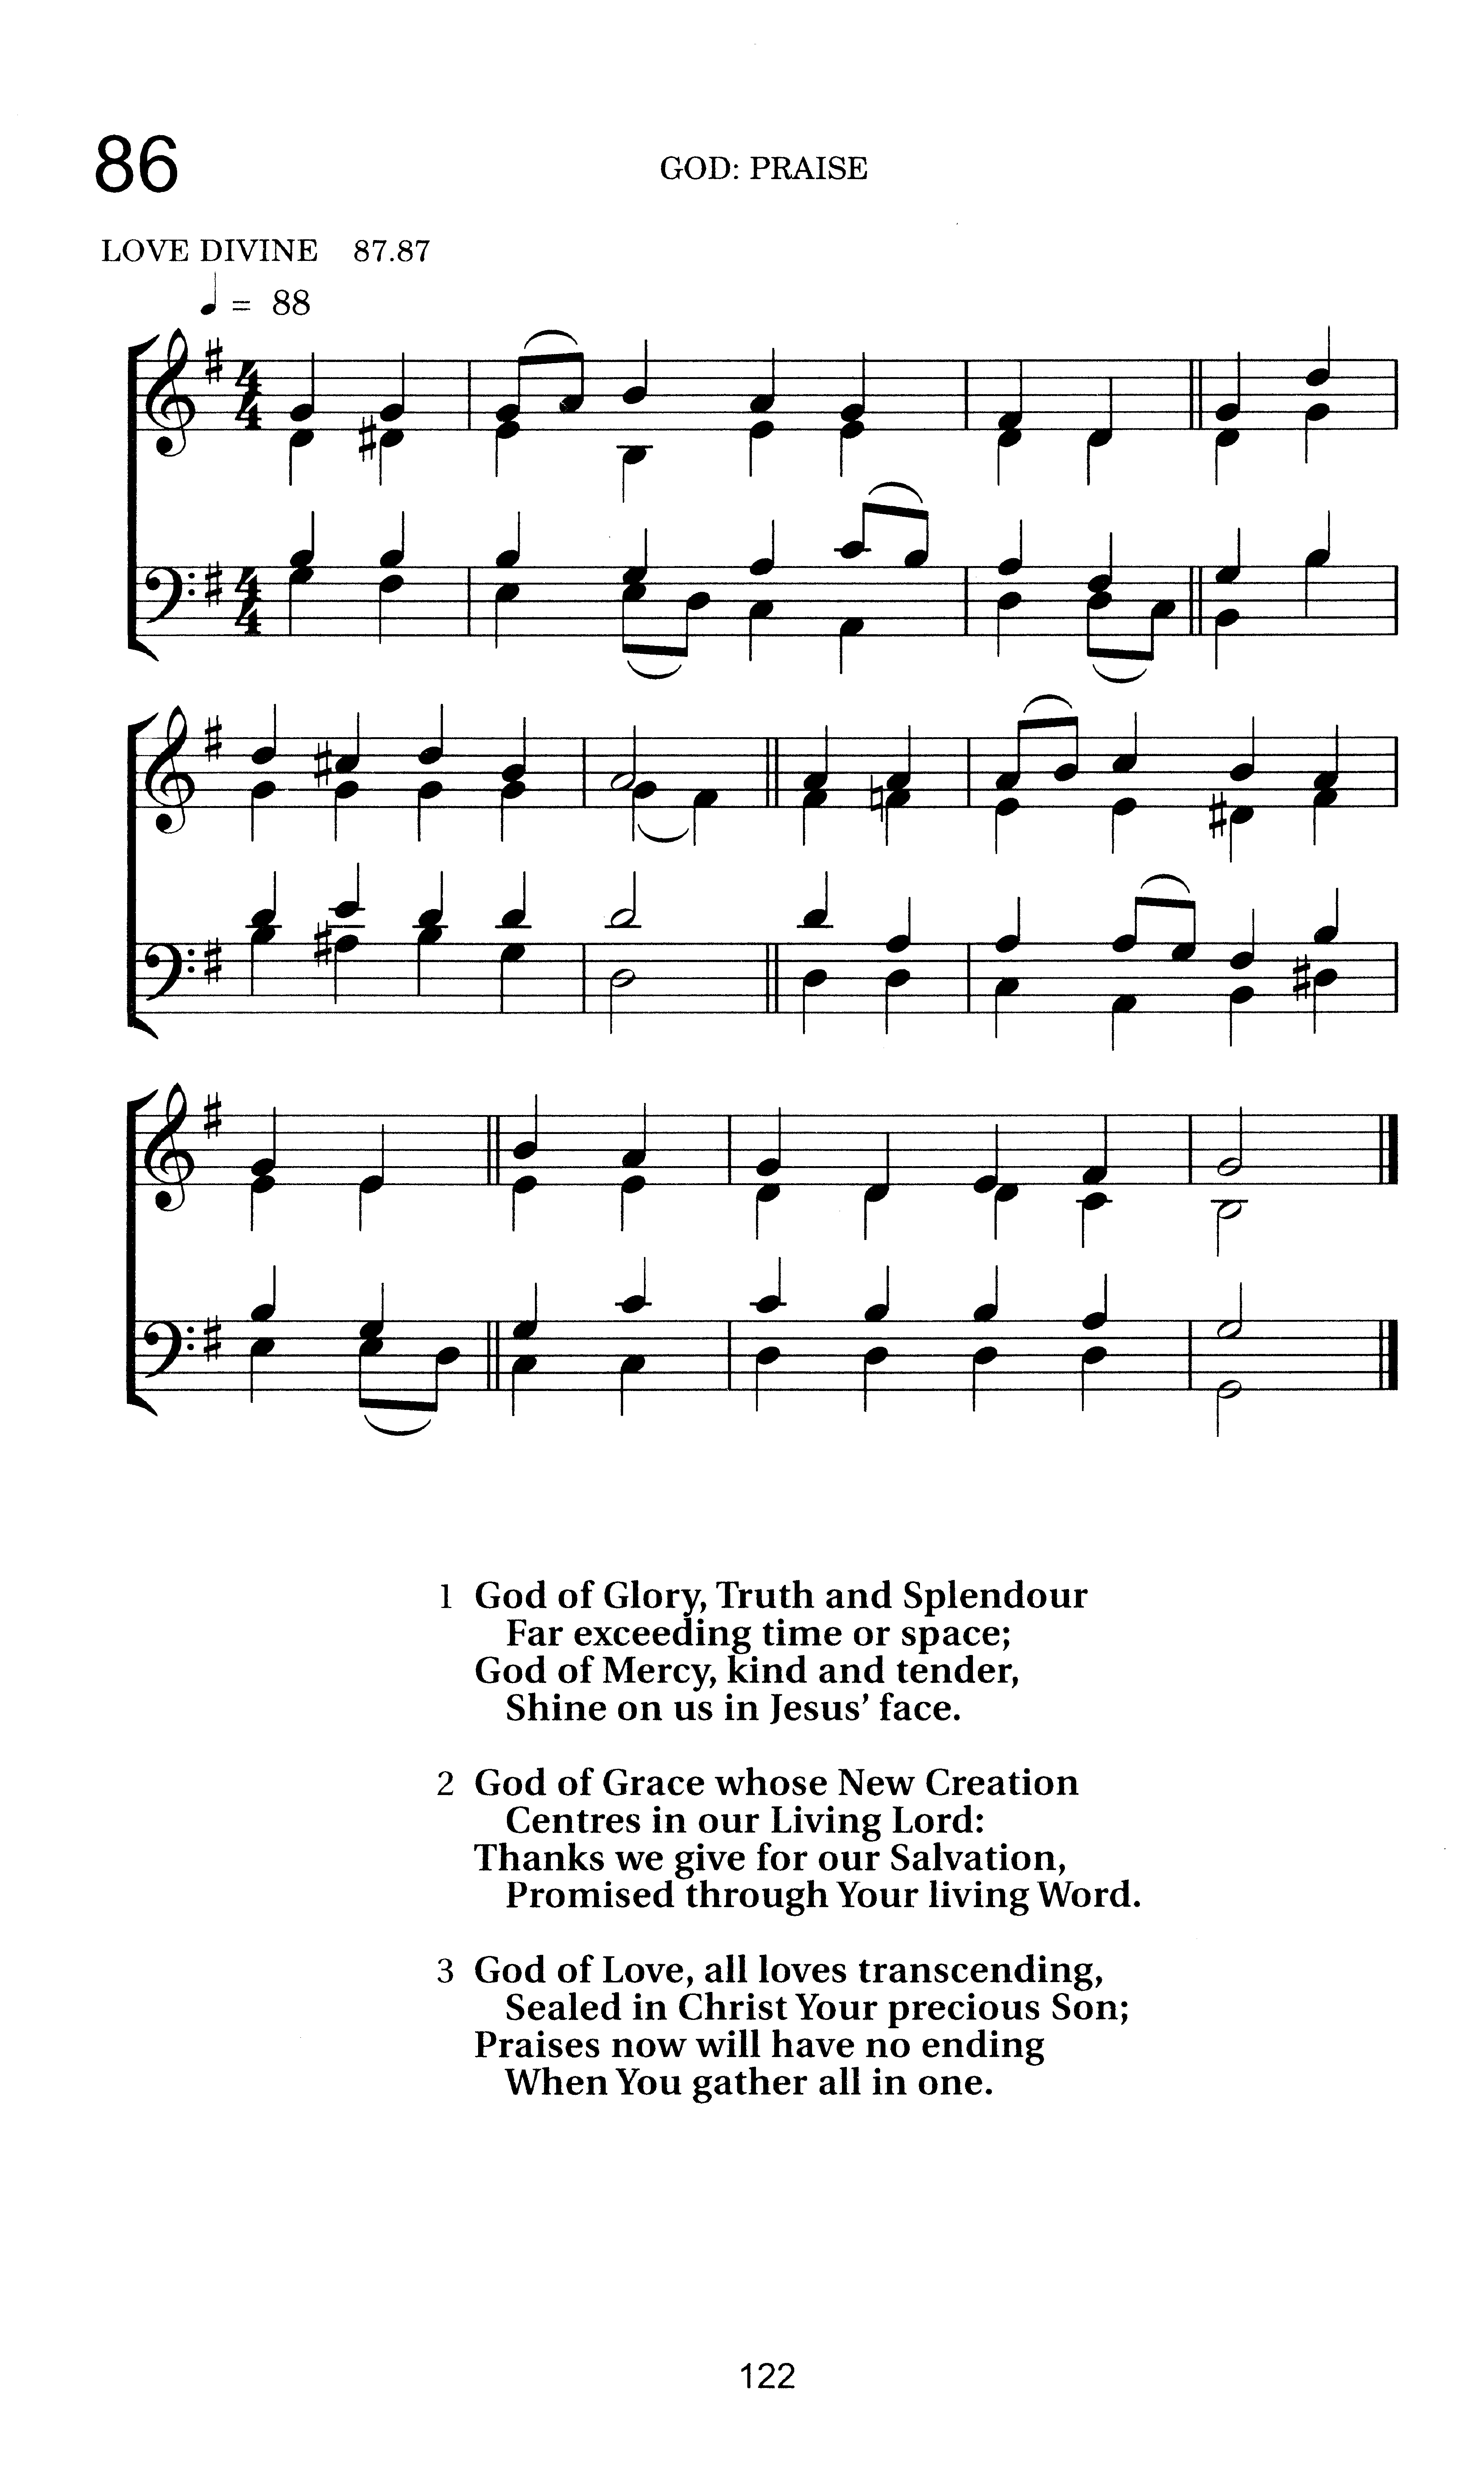 86
GOD: PRAISE
LOVE DIVINE 87.87
♩ = 88
1 God of Glory, Truth and Splendour
Far exceeding time or space;
God of Mercy, kind and tender,
Shine on us in Jesus’ face.
2 God of Grace whose New Creation
Centres in our Living Lord:
Thanks we give for our Salvation,
Promised through Your living Word.
3 God of Love, all loves transcending,
Sealed in Christ Your precious Son;
Praises now will have no ending
When You gather all in one.
122